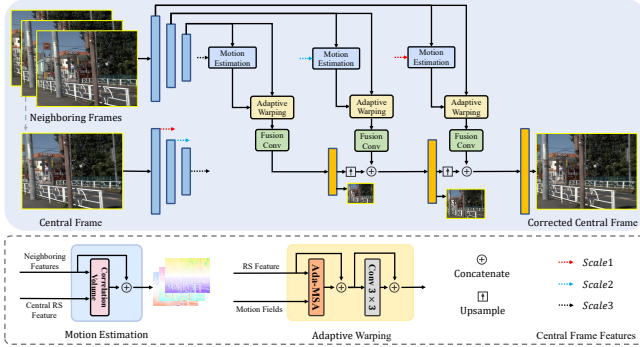 Neighboring Frames
Central Frame
Motion
Estimation
Motion
Estimation
Motion
Estimation
Adaptive
Warping
Adaptive
Warping
Adaptive
Warping
Fusion
Conv
Fusion
Conv
Fusion
Conv
Corrected Central Frame
Neighboring
Features
Central RS
Feature
Correlation
Volume
Motion Estimation
RS Feature
Motion Fields
Ada-MSA
Conv 3 × 3
Adaptive Warping
Concatenate
Upsample
Scale1
Scale2
Scale3
Central Frame Features